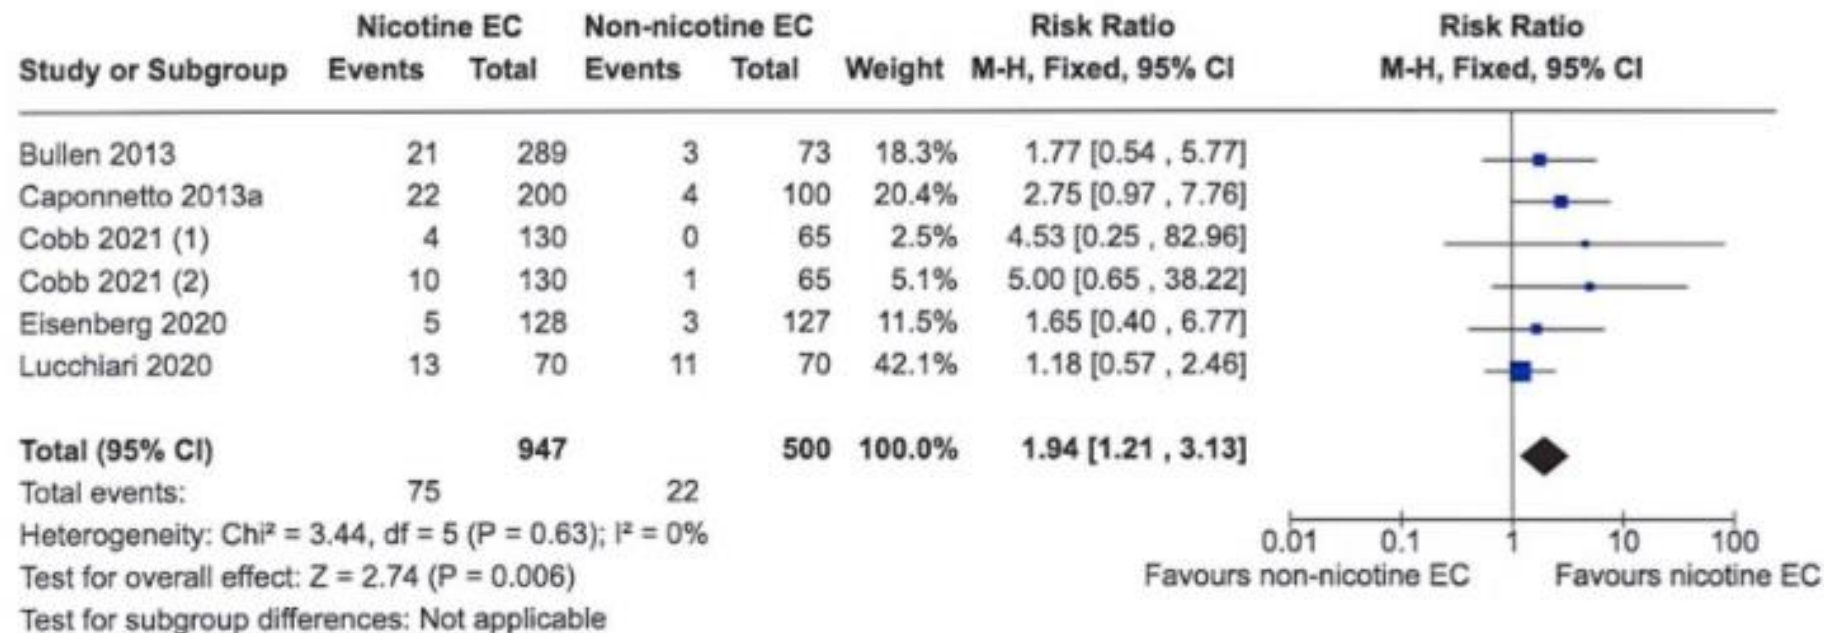 Nicotine EC Non-nicotine EC Risk Ratio Risk Ratio
Study or Subgroup Events Total Events Total Weight M-H, Fixed, 95% CI M-H, Fixed, 95% CI
Bullen 2013 21 289 3 73 18.3% 1.77 [0.54 , 5.77]
Caponnetto 2013a 22 200 4 100 20.4% 2.75 [0.97 , 7.76]
Cobb 2021 (1) 4 130 0 65 2.5% 4.53 [0.25 , 82.96]
Cobb 2021 (2) 10 130 1 65 5.1% 5.00 [0.65 , 38.22]
Eisenberg 2020 5 128 3 127 11.5% 1.65 [0.40 , 6.77]
Lucchiari 2020 13 70 11 70 42.1% 1.18 [0.57 , 2.46]
Total (95% CI) 947 500 100.0% 1.94 [1.21 , 3.13]
Total events: 75 22
Heterogeneity: Chi² = 3.44, df = 5 (P = 0.63); I² = 0%
0.01 0.1 1 10 100
Test for overall effect: Z = 2.74 (P = 0.006) Favours non-nicotine EC Favours nicotine EC
Test for subgroup differences: Not applicable